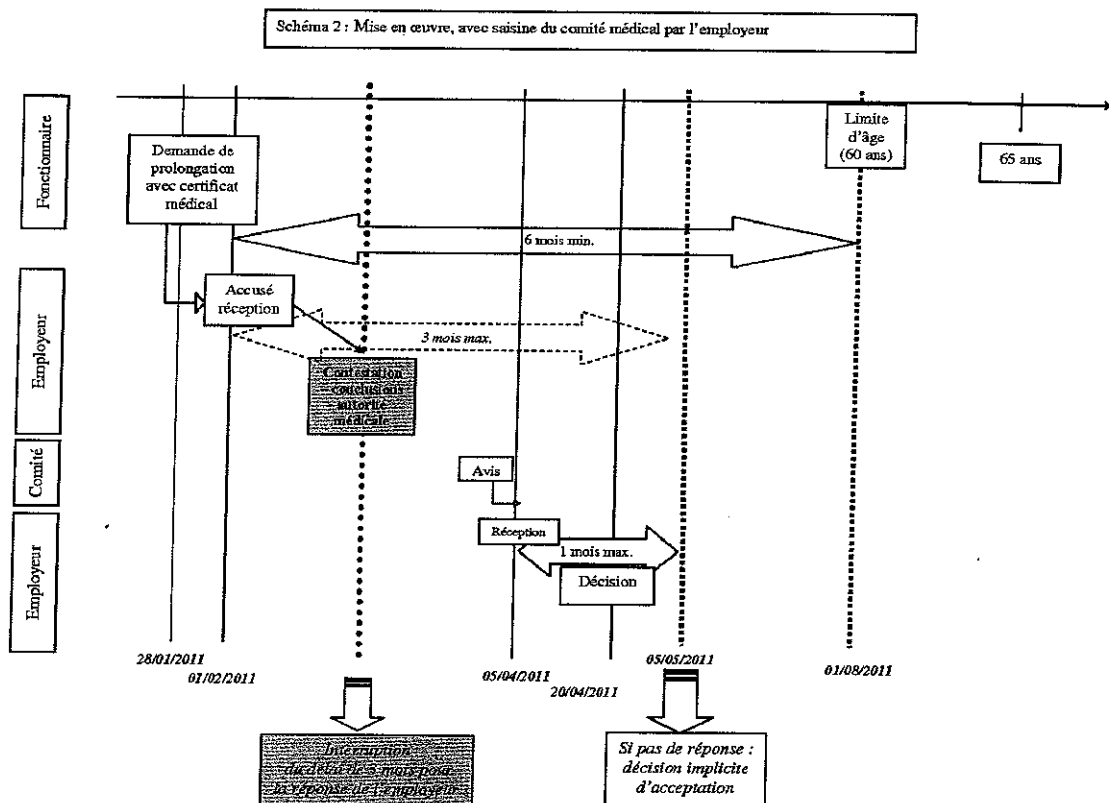 Schéma 2 : Mise en œuvre, avec saisine du comité médical par l'employeur
Fonctionnaire
Demande de
prolongation
avec certificat
médical
Limite
d'âge
(60 ans)
65 ans
6 mois min.
Employeur
Accusé
réception
3 mois max.
Contestation
conclusions
autorité
médicale
Comité
Avis
Employeur
Réception
1 mois max.
Décision
28/01/2011
01/02/2011
05/04/2011
20/04/2011
05/05/2011
01/08/2011
Interruption
du délai de 3 mois pour
la réponse de l'employeur
Si pas de réponse :
décision implicite
d'acceptation